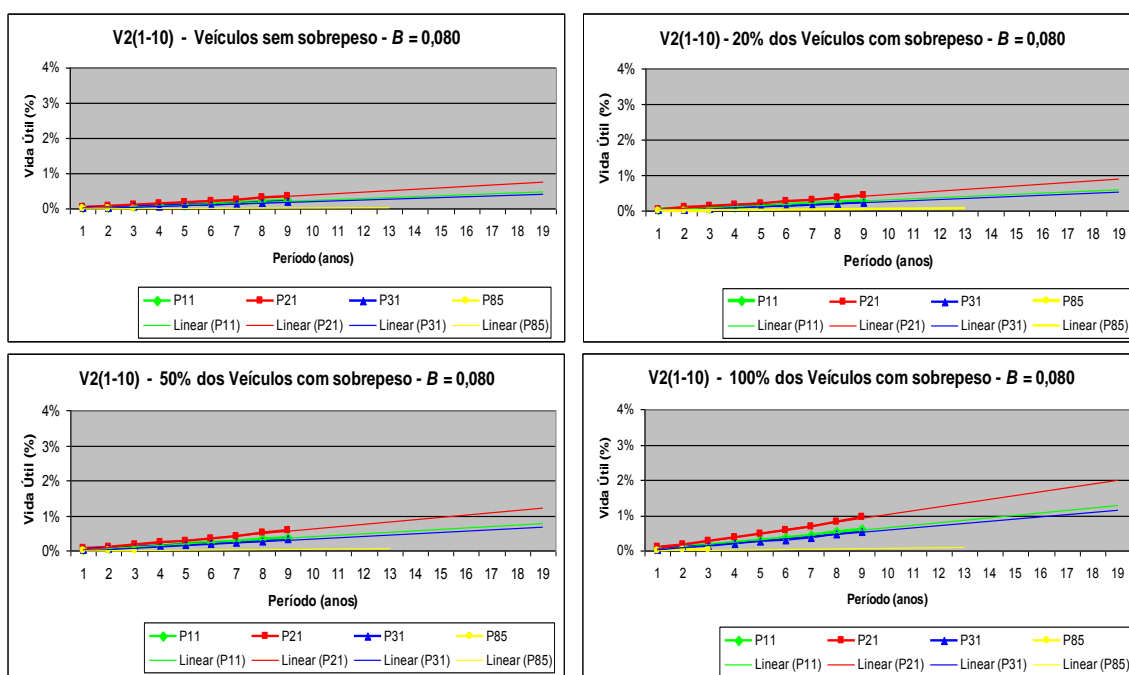 V2(1-10) - Veículos sem sobrepeso - B = 0,080
4%
3%
2%
1%
0%
Vida Útil (%)
1 2 3 4 5 6 7 8 9 10 11 12 13 14 15 16 17 18 19
Período (anos)
P11 P21 P31 P85
Linear (P11) Linear (P21) Linear (P31) Linear (P85)
V2(1-10) - 20% dos Veículos com sobrepeso - B = 0,080
4%
3%
2%
1%
0%
Vida Útil (%)
1 2 3 4 5 6 7 8 9 10 11 12 13 14 15 16 17 18 19
Período (anos)
P11 P21 P31 P85
Linear (P11) Linear (P21) Linear (P31) Linear (P85)
V2(1-10) - 50% dos Veículos com sobrepeso - B = 0,080
4%
3%
2%
1%
0%
Vida Útil (%)
1 2 3 4 5 6 7 8 9 10 11 12 13 14 15 16 17 18 19
Período (anos)
P11 P21 P31 P85
Linear (P11) Linear (P21) Linear (P31) Linear (P85)
V2(1-10) - 100% dos Veículos com sobrepeso - B = 0,080
4%
3%
2%
1%
0%
Vida Útil (%)
1 2 3 4 5 6 7 8 9 10 11 12 13 14 15 16 17 18 19
Período (anos)
P11 P21 P31 P85
Linear (P11) Linear (P21) Linear (P31) Linear (P85)